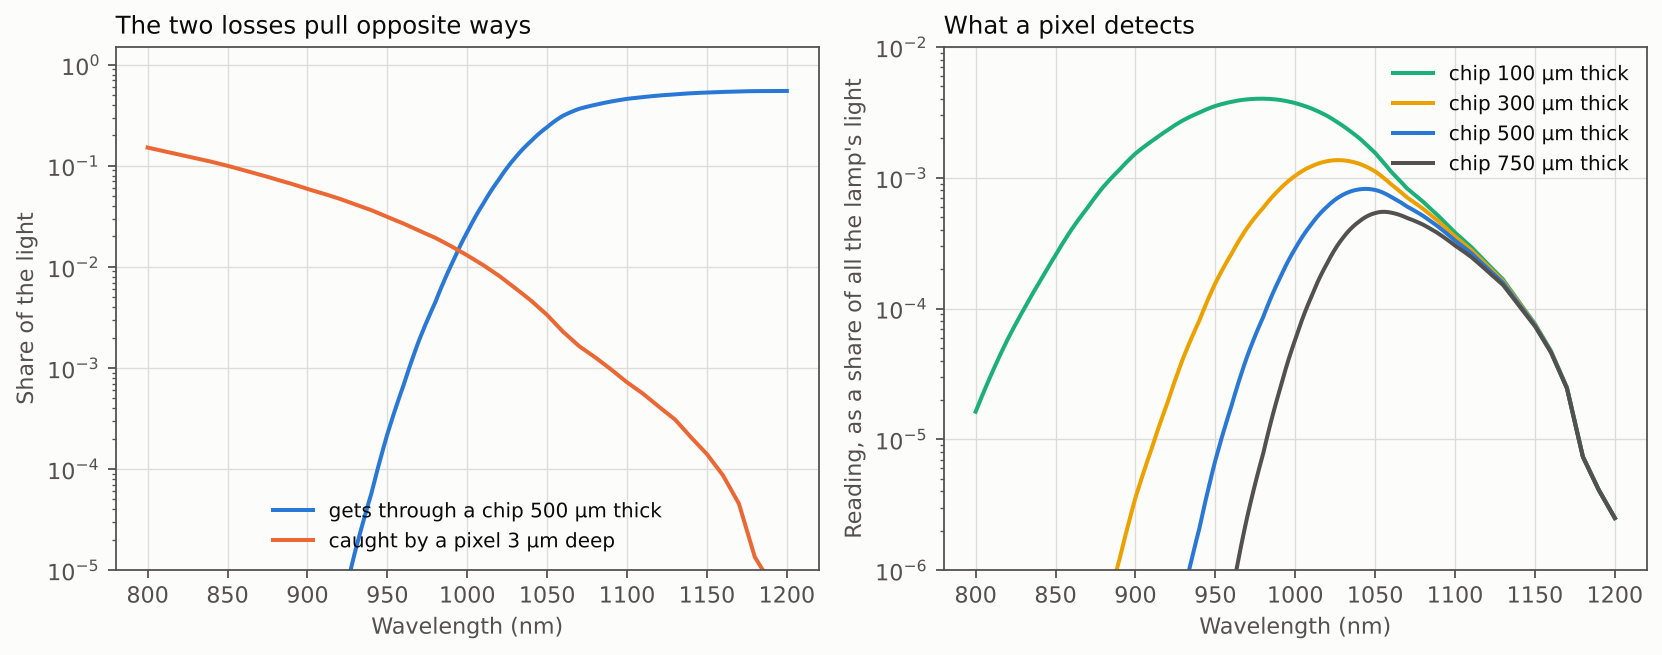 The two losses pull opposite ways
Share of the light
10⁰
10⁻¹
10⁻²
10⁻³
10⁻⁴
10⁻⁵
gets through a chip 500 µm thick
caught by a pixel 3 µm deep
800 850 900 950 1000 1050 1100 1150 1200
Wavelength (nm)
What a pixel detects
Reading, as a share of all the lamp's light
10⁻²
10⁻³
10⁻⁴
10⁻⁵
10⁻⁶
chip 100 µm thick
chip 300 µm thick
chip 500 µm thick
chip 750 µm thick
800 850 900 950 1000 1050 1100 1150 1200
Wavelength (nm)